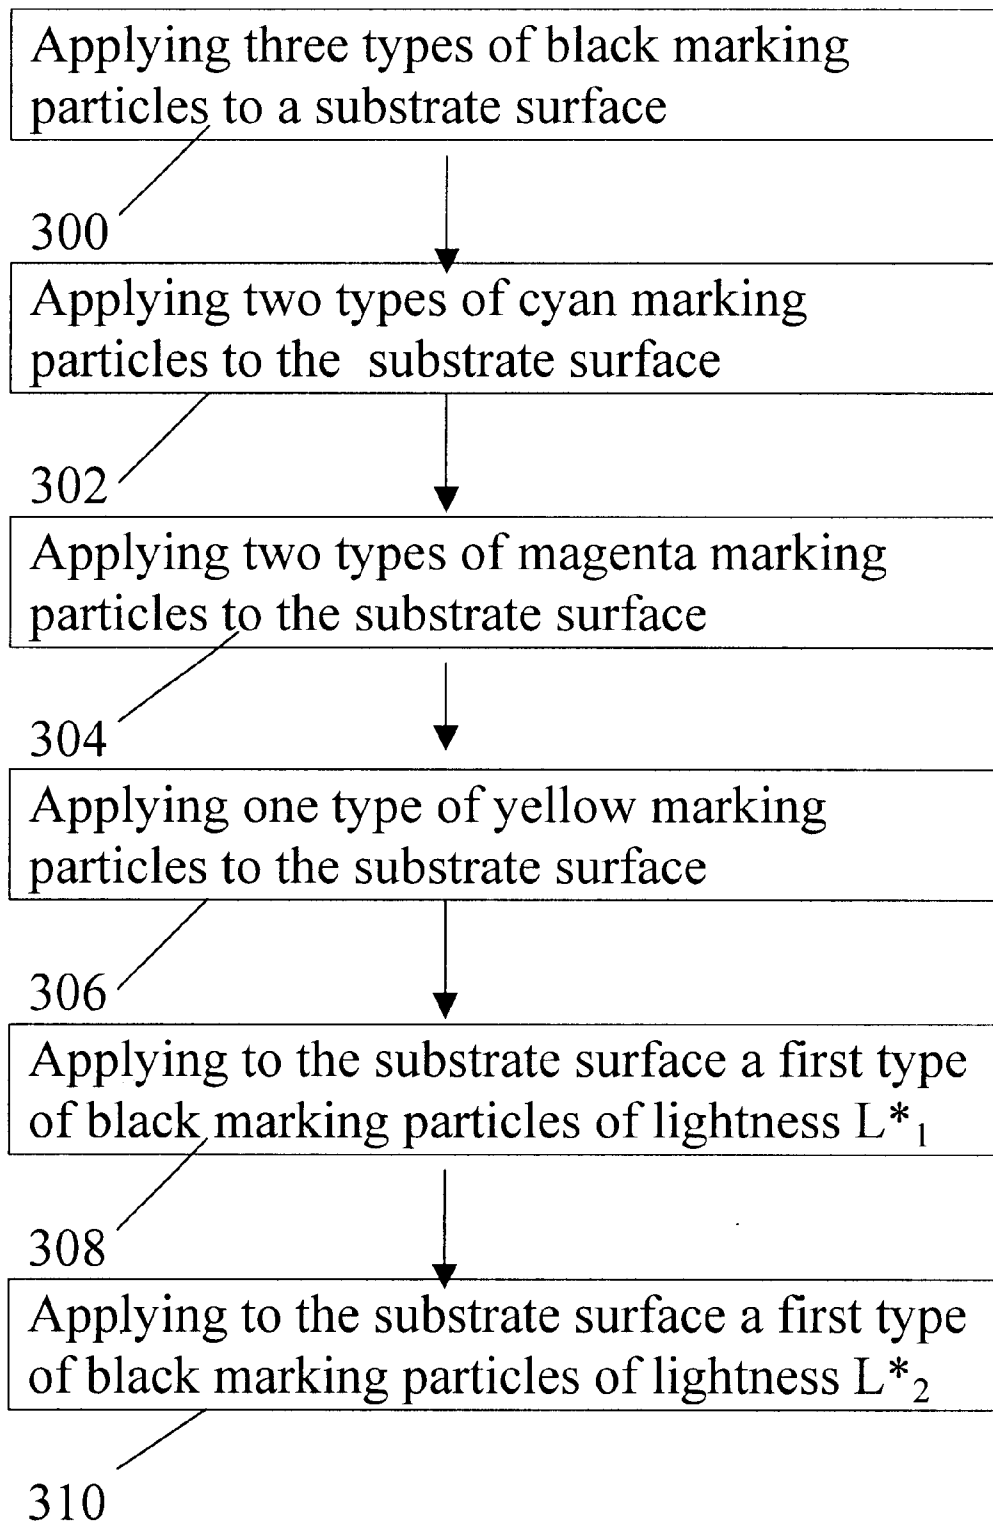 Applying three types of black marking
particles to a substrate surface
300
Applying two types of cyan marking
particles to the substrate surface
302
Applying two types of magenta marking
particles to the substrate surface
304
Applying one type of yellow marking
particles to the substrate surface
306
Applying to the substrate surface a first type
of black marking particles of lightness L*₁
308
Applying to the substrate surface a first type
of black marking particles of lightness L*₂
310